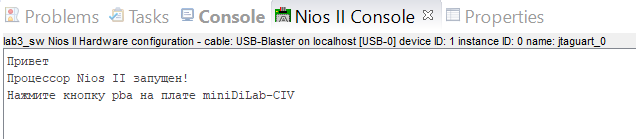 Problems Tasks Console Nios II Console Properties
lab3_sw Nios II Hardware configuration - cable: USB-Blaster on localhost [USB-0] device ID: 1 instance ID: 0 name: jtaguart_0
Привет
Процессор Nios II запущен!
Нажмите кнопку pba на плате miniDiLab-CIV